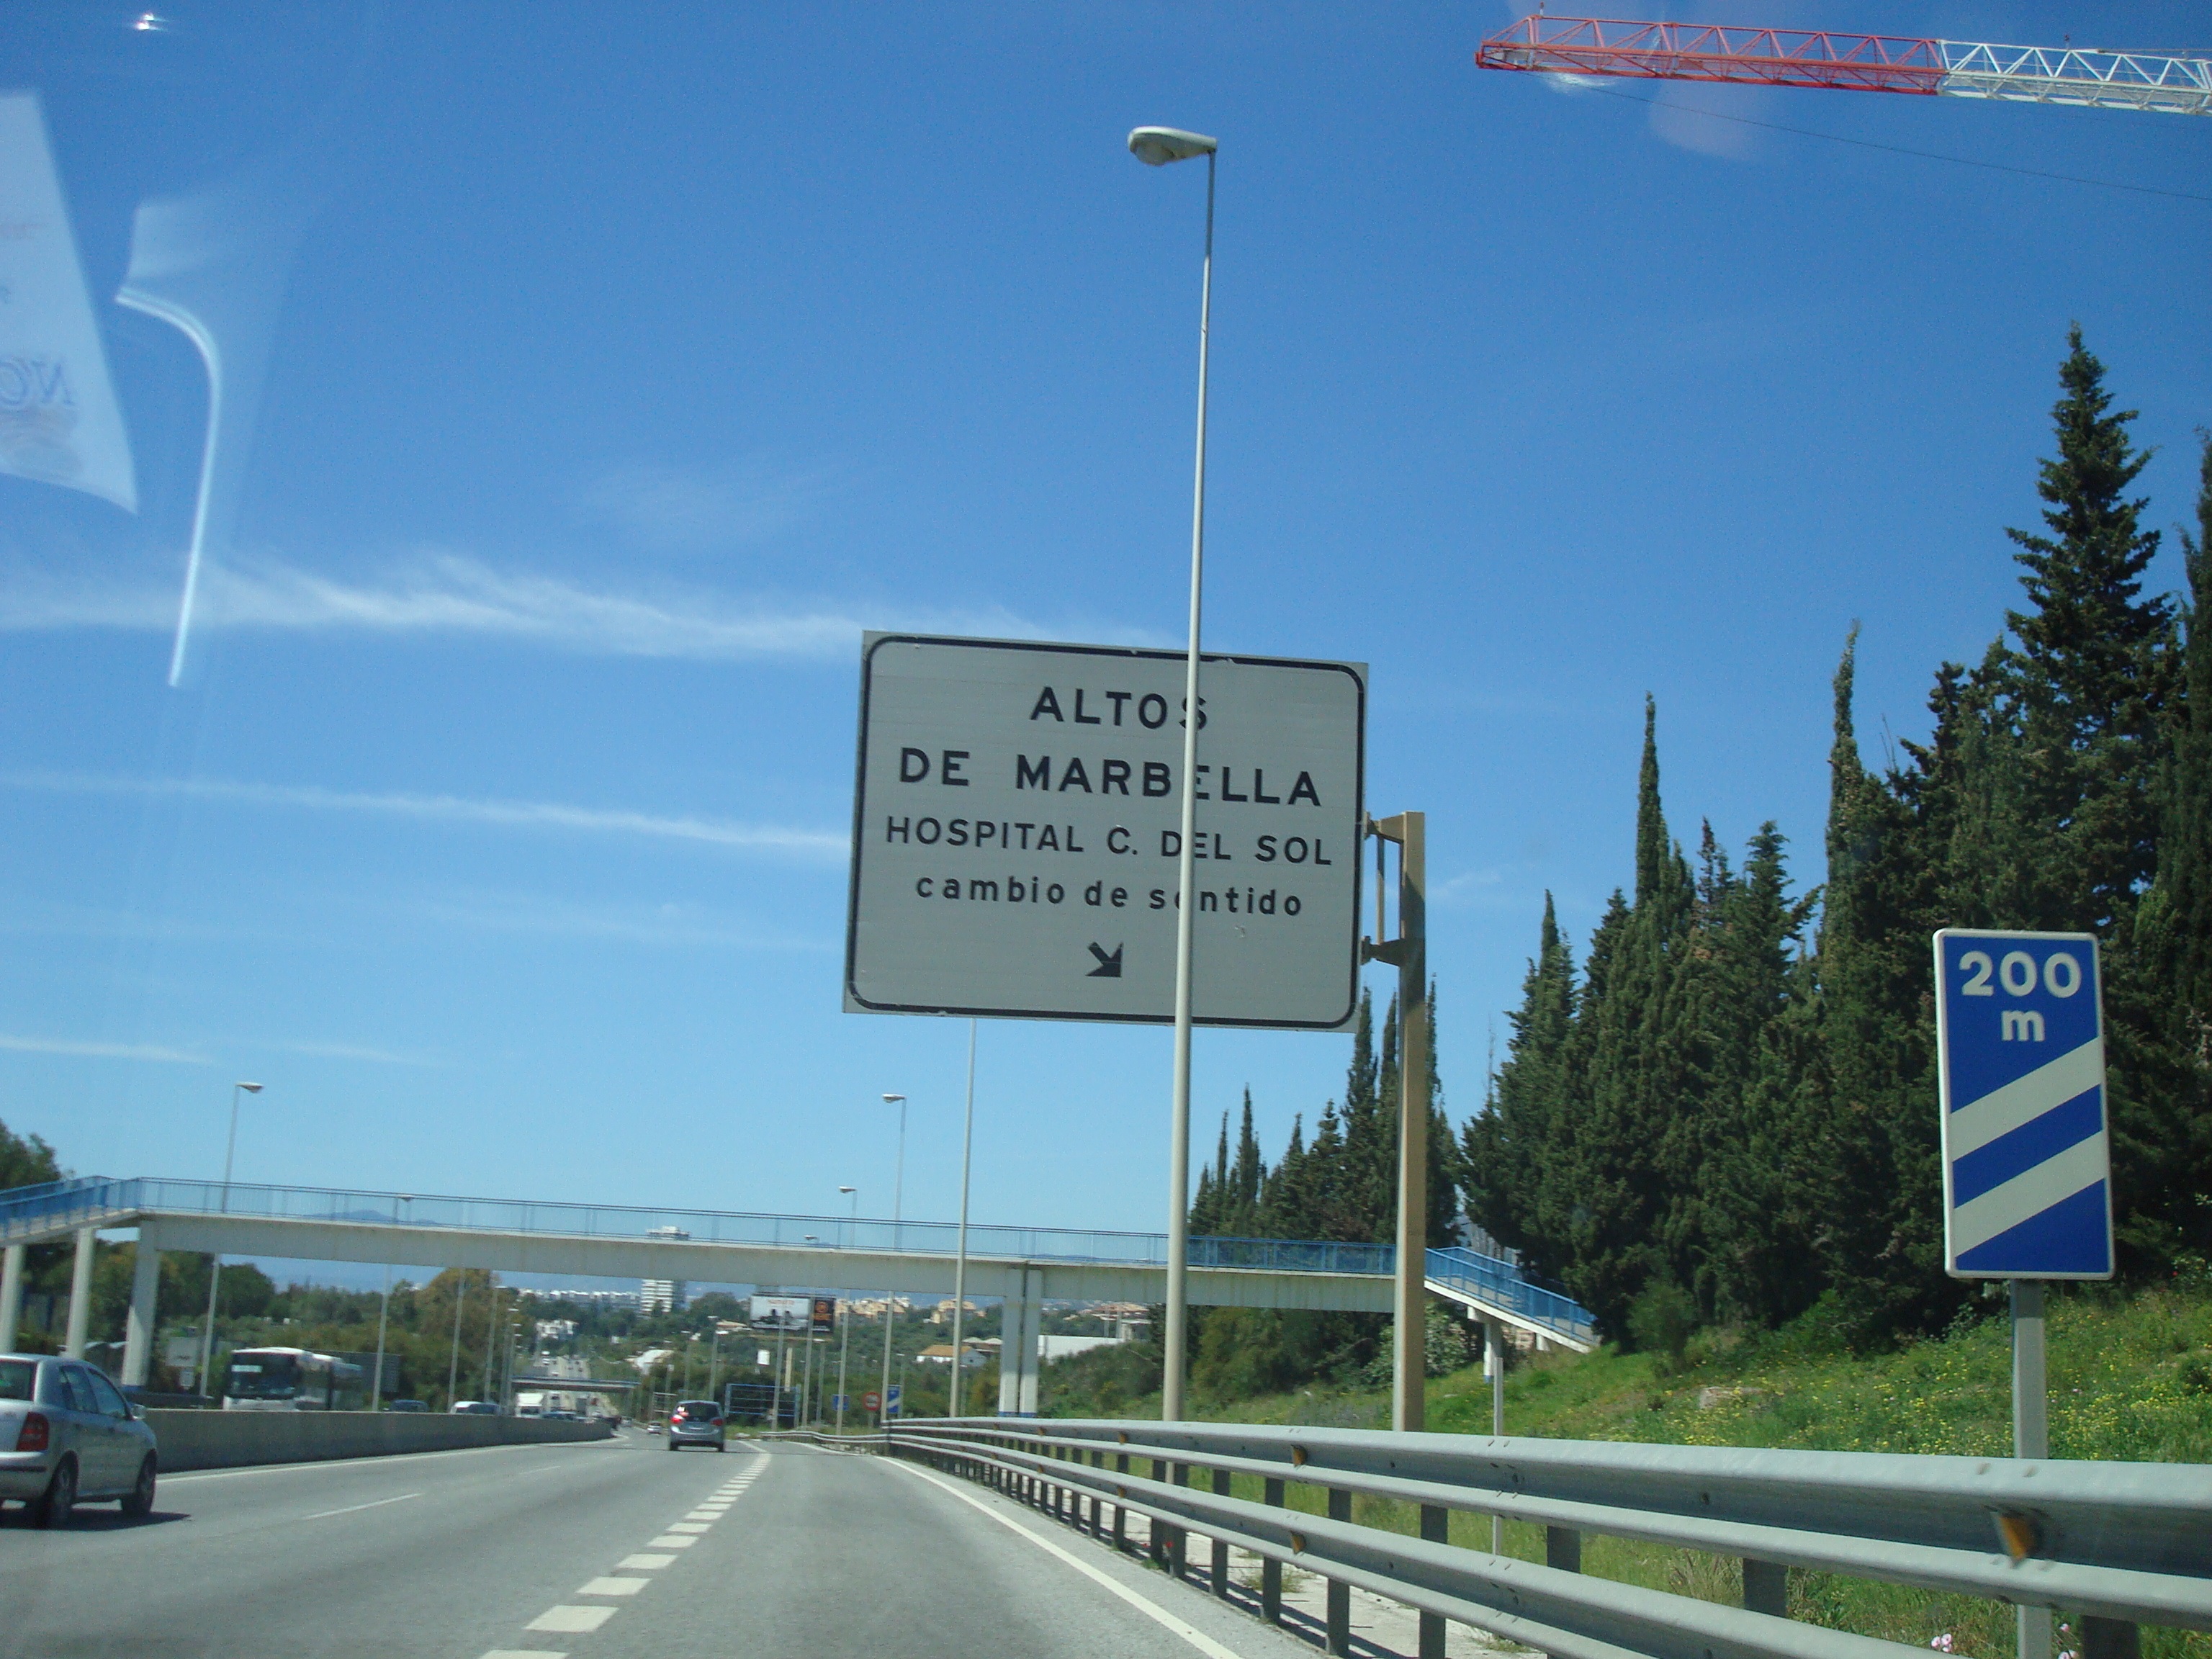 ALTOS
DE MARBELLA
HOSPITAL C. DEL SOL
cambio de sentido
200
m